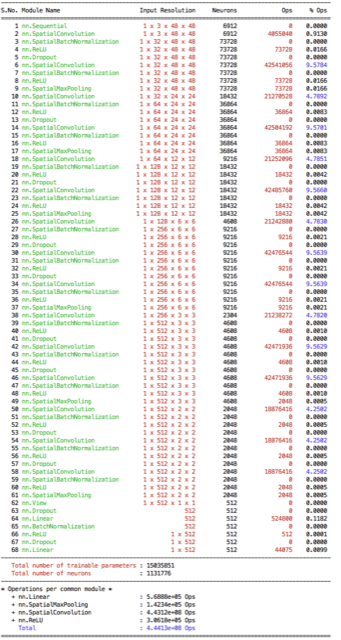 S.No. Module Name Input Resolution Neurons Ops % Ops
1 nn.Sequential 1 x 3 x 48 x 48 6912 0 0.0000
2 nn.SpatialConvolution 1 x 3 x 48 x 48 6912 4055040 0.9130
3 nn.SpatialBatchNormalization 1 x 32 x 48 x 48 73728 0 0.0000
4 nn.ReLU 1 x 32 x 48 x 48 73728 73728 0.0166
5 nn.Dropout 1 x 32 x 48 x 48 73728 0 0.0000
6 nn.SpatialConvolution 1 x 32 x 48 x 48 73728 42541056 9.5784
7 nn.SpatialBatchNormalization 1 x 32 x 48 x 48 73728 0 0.0000
8 nn.ReLU 1 x 32 x 48 x 48 73728 73728 0.0166
9 nn.SpatialMaxPooling 1 x 32 x 48 x 48 73728 73728 0.0166
10 nn.SpatialConvolution 1 x 32 x 24 x 24 18432 21270528 4.7892
11 nn.SpatialBatchNormalization 1 x 64 x 24 x 24 36864 0 0.0000
12 nn.ReLU 1 x 64 x 24 x 24 36864 36864 0.0083
13 nn.Dropout 1 x 64 x 24 x 24 36864 0 0.0000
14 nn.SpatialConvolution 1 x 64 x 24 x 24 36864 42504192 9.5701
15 nn.SpatialBatchNormalization 1 x 64 x 24 x 24 36864 0 0.0000
16 nn.ReLU 1 x 64 x 24 x 24 36864 36864 0.0083
17 nn.SpatialMaxPooling 1 x 64 x 24 x 24 36864 36864 0.0083
18 nn.SpatialConvolution 1 x 64 x 12 x 12 9216 21252096 4.7851
19 nn.SpatialBatchNormalization 1 x 128 x 12 x 12 18432 0 0.0000
20 nn.ReLU 1 x 128 x 12 x 12 18432 18432 0.0042
21 nn.Dropout 1 x 128 x 12 x 12 18432 0 0.0000
22 nn.SpatialConvolution 1 x 128 x 12 x 12 18432 42485760 9.5660
23 nn.SpatialBatchNormalization 1 x 128 x 12 x 12 18432 0 0.0000
24 nn.ReLU 1 x 128 x 12 x 12 18432 18432 0.0042
25 nn.SpatialMaxPooling 1 x 128 x 12 x 12 18432 18432 0.0042
26 nn.SpatialConvolution 1 x 128 x 6 x 6 4608 21242880 4.7830
27 nn.SpatialBatchNormalization 1 x 256 x 6 x 6 9216 0 0.0000
28 nn.ReLU 1 x 256 x 6 x 6 9216 9216 0.0021
29 nn.Dropout 1 x 256 x 6 x 6 9216 0 0.0000
30 nn.SpatialConvolution 1 x 256 x 6 x 6 9216 42476544 9.5639
31 nn.SpatialBatchNormalization 1 x 256 x 6 x 6 9216 0 0.0000
32 nn.ReLU 1 x 256 x 6 x 6 9216 9216 0.0021
33 nn.Dropout 1 x 256 x 6 x 6 9216 0 0.0000
34 nn.SpatialConvolution 1 x 256 x 6 x 6 9216 42476544 9.5639
35 nn.SpatialBatchNormalization 1 x 256 x 6 x 6 9216 0 0.0000
36 nn.ReLU 1 x 256 x 6 x 6 9216 9216 0.0021
37 nn.SpatialMaxPooling 1 x 256 x 6 x 6 9216 9216 0.0021
38 nn.SpatialConvolution 1 x 256 x 3 x 3 2304 21238272 4.7820
39 nn.SpatialBatchNormalization 1 x 512 x 3 x 3 4608 0 0.0000
40 nn.ReLU 1 x 512 x 3 x 3 4608 4608 0.0010
41 nn.Dropout 1 x 512 x 3 x 3 4608 0 0.0000
42 nn.SpatialConvolution 1 x 512 x 3 x 3 4608 42471936 9.5629
43 nn.SpatialBatchNormalization 1 x 512 x 3 x 3 4608 0 0.0000
44 nn.ReLU 1 x 512 x 3 x 3 4608 4608 0.0010
45 nn.Dropout 1 x 512 x 3 x 3 4608 0 0.0000
46 nn.SpatialConvolution 1 x 512 x 3 x 3 4608 42471936 9.5629
47 nn.SpatialBatchNormalization 1 x 512 x 3 x 3 4608 0 0.0000
48 nn.ReLU 1 x 512 x 3 x 3 4608 4608 0.0010
49 nn.SpatialMaxPooling 1 x 512 x 3 x 3 4608 2048 0.0005
50 nn.SpatialConvolution 1 x 512 x 2 x 2 2048 18876416 4.2502
51 nn.SpatialBatchNormalization 1 x 512 x 2 x 2 2048 0 0.0000
52 nn.ReLU 1 x 512 x 2 x 2 2048 2048 0.0005
53 nn.Dropout 1 x 512 x 2 x 2 2048 0 0.0000
54 nn.SpatialConvolution 1 x 512 x 2 x 2 2048 18876416 4.2502
55 nn.SpatialBatchNormalization 1 x 512 x 2 x 2 2048 0 0.0000
56 nn.ReLU 1 x 512 x 2 x 2 2048 2048 0.0005
57 nn.Dropout 1 x 512 x 2 x 2 2048 0 0.0000
58 nn.SpatialConvolution 1 x 512 x 2 x 2 2048 18876416 4.2502
59 nn.SpatialBatchNormalization 1 x 512 x 2 x 2 2048 0 0.0000
60 nn.ReLU 1 x 512 x 2 x 2 2048 2048 0.0005
61 nn.SpatialMaxPooling 1 x 512 x 2 x 2 2048 2048 0.0005
62 nn.View 1 x 512 x 1 x 1 512 0 0.0000
63 nn.Dropout 512 512 0 0.0000
64 nn.Linear 512 512 524800 0.1182
65 nn.BatchNormalization 512 512 0 0.0000
66 nn.ReLU 1 x 512 512 512 0.0001
67 nn.Dropout 1 x 512 512 0 0.0000
68 nn.Linear 1 x 512 512 44075 0.0099
Total number of trainable parameters : 15035851
Total number of neurons : 1131776
* Operations per common module :
+ nn.Linear : 5.6888e+05 Ops
+ nn.SpatialMaxPooling : 1.4234e+05 Ops
+ nn.SpatialConvolution : 4.4312e+08 Ops
+ nn.ReLU : 3.0618e+05 Ops
Total : 4.4413e+08 Ops